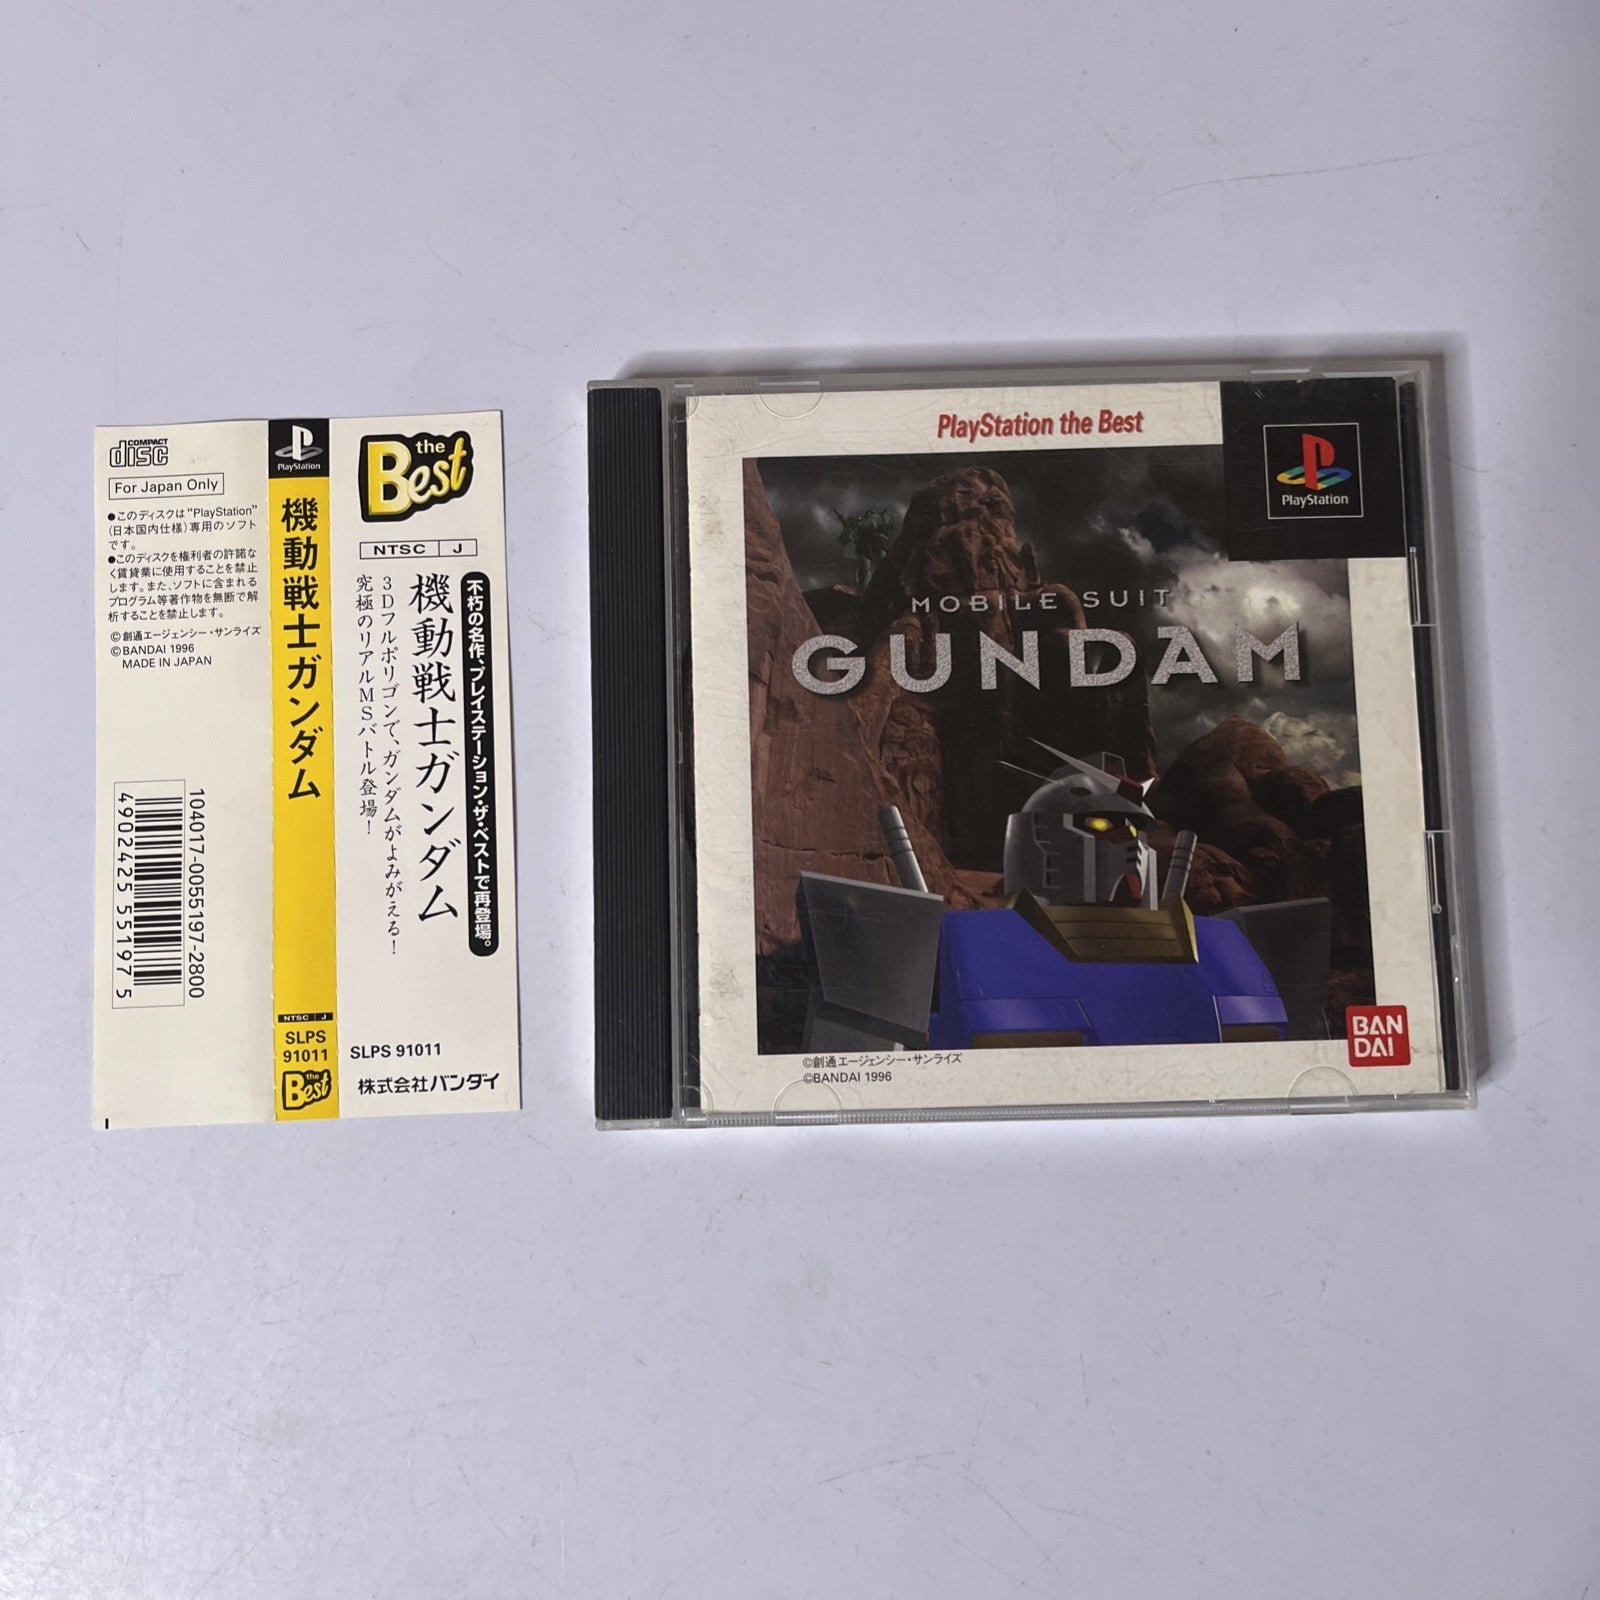 COMPACT
disc
For Japan Only
●このディスクは"PlayStation"
(日本国内仕様)専用のソフト
です。
●このディスクを権利者の許諾な
く賃貸業に使用することを禁止
します。また、ソフトに含まれる
プログラム等著作物を無断で解
析することを禁止します。
©創通エージェンシー・サンライズ
©BANDAI 1996
MADE IN JAPAN
104017-0055197-2800
4902425 551975
PlayStation
機動戦士ガンダム
NTSC J
SLPS
91011
the
Best
the
Best
NTSC J
不朽の名作、プレイステーション・ザ・ベストで再登場。
機動戦士ガンダム
3Dフルポリゴンで、ガンダムがよみがえる!
究極のリアルMSバトル登場!
SLPS 91011
株式会社バンダイ
PlayStation the Best
PlayStation
MOBILE SUIT
GUNDAM
BAN
DAI
©創通エージェンシー・サンライズ
©BANDAI 1996